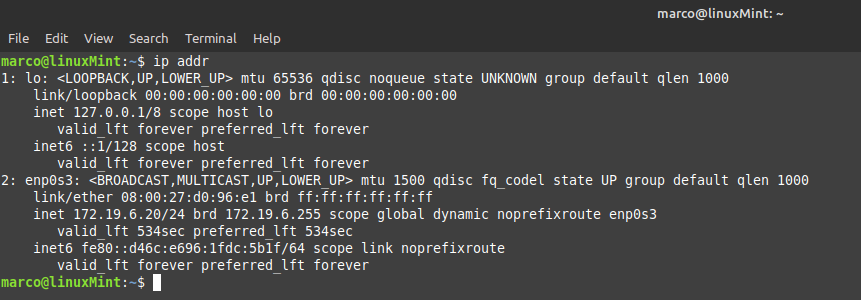 marco@linuxMint: ~
File Edit View Search Terminal Help
marco@linuxMint:~$ ip addr
1: lo: <LOOPBACK,UP,LOWER_UP> mtu 65536 qdisc noqueue state UNKNOWN group default qlen 1000
    link/loopback 00:00:00:00:00:00 brd 00:00:00:00:00:00
    inet 127.0.0.1/8 scope host lo
       valid_lft forever preferred_lft forever
    inet6 ::1/128 scope host
       valid_lft forever preferred_lft forever
2: enp0s3: <BROADCAST,MULTICAST,UP,LOWER_UP> mtu 1500 qdisc fq_codel state UP group default qlen 1000
    link/ether 08:00:27:d0:96:e1 brd ff:ff:ff:ff:ff:ff
    inet 172.19.6.20/24 brd 172.19.6.255 scope global dynamic noprefixroute enp0s3
       valid_lft 534sec preferred_lft 534sec
    inet6 fe80::d46c:e696:1fdc:5b1f/64 scope link noprefixroute
       valid_lft forever preferred_lft forever
marco@linuxMint:~$